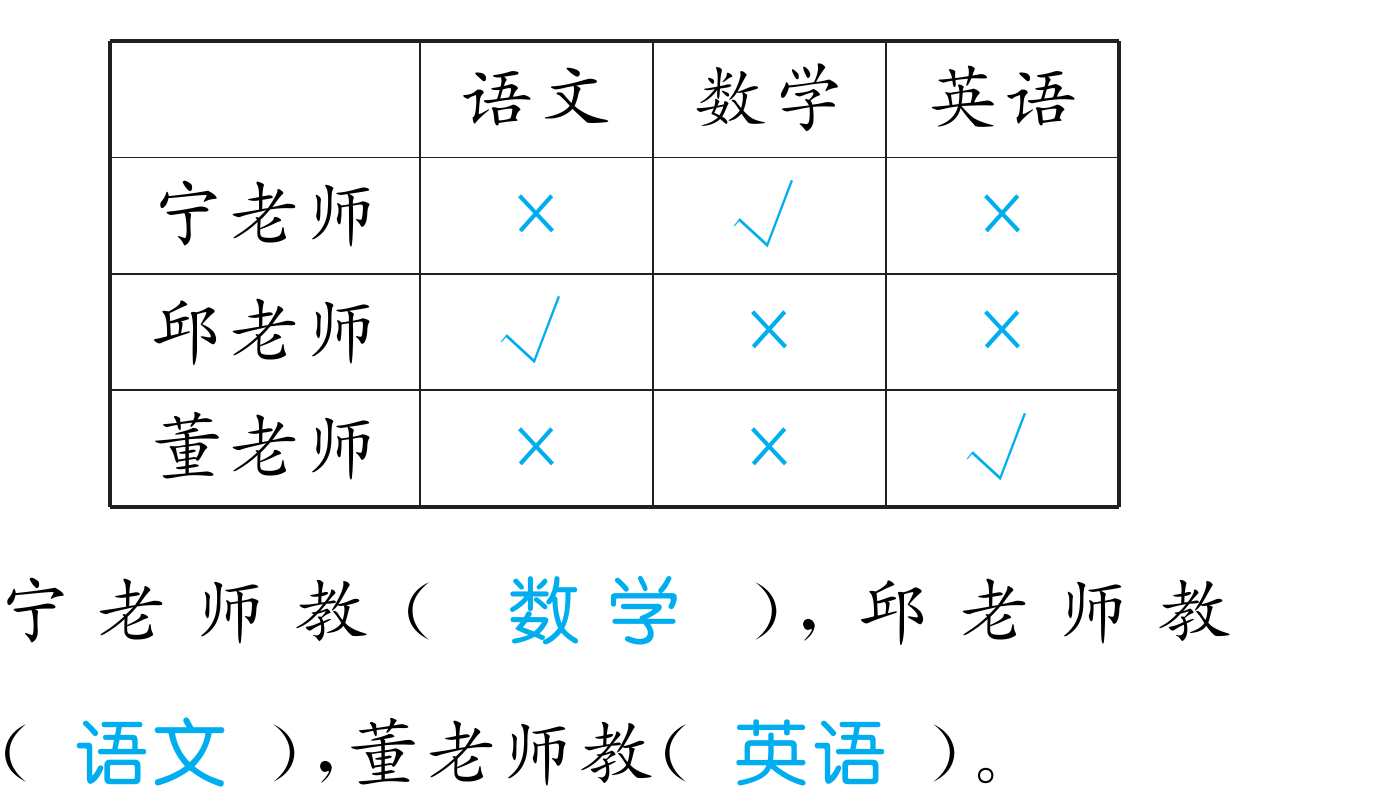 语文 数学 英语
宁老师 × √ ×
邱老师 √ × ×
董老师 × × √
宁老师教( 数学 ),邱老师教
( 语文 ),董老师教( 英语 )。